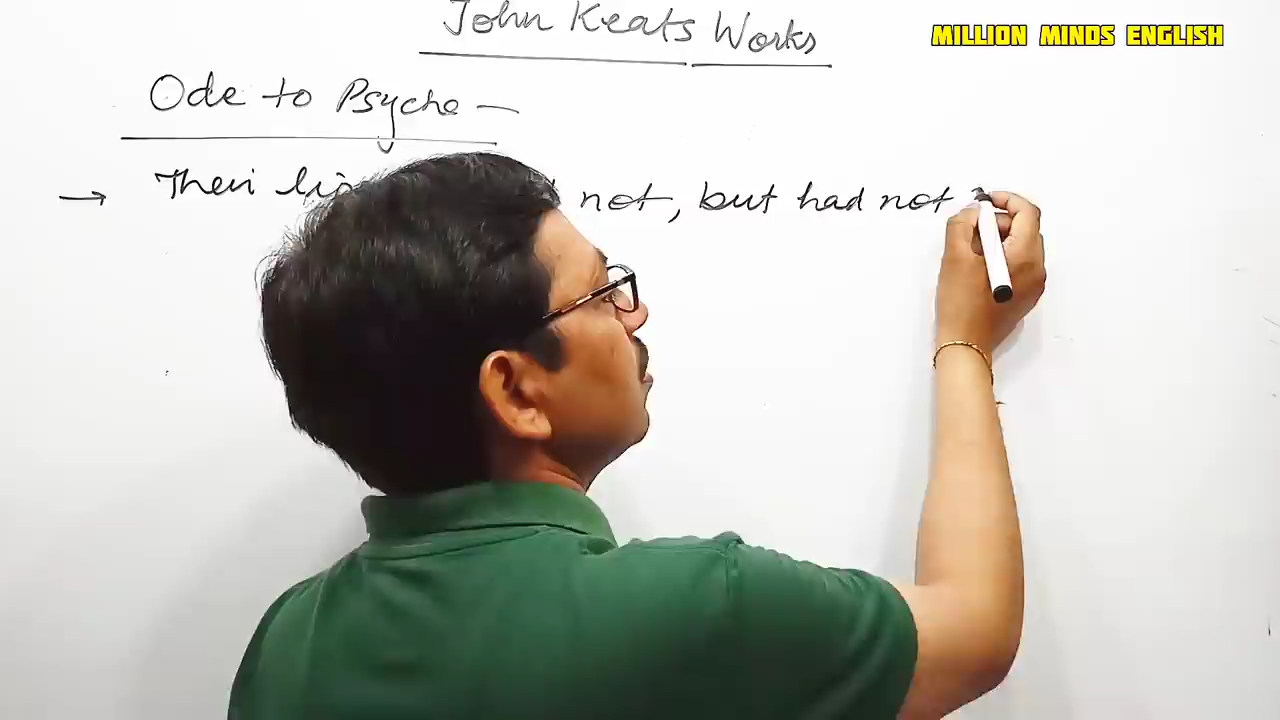 John Keats Works
MILLION MINDS ENGLISH
Ode to Psyche —
→ Their not, but had not